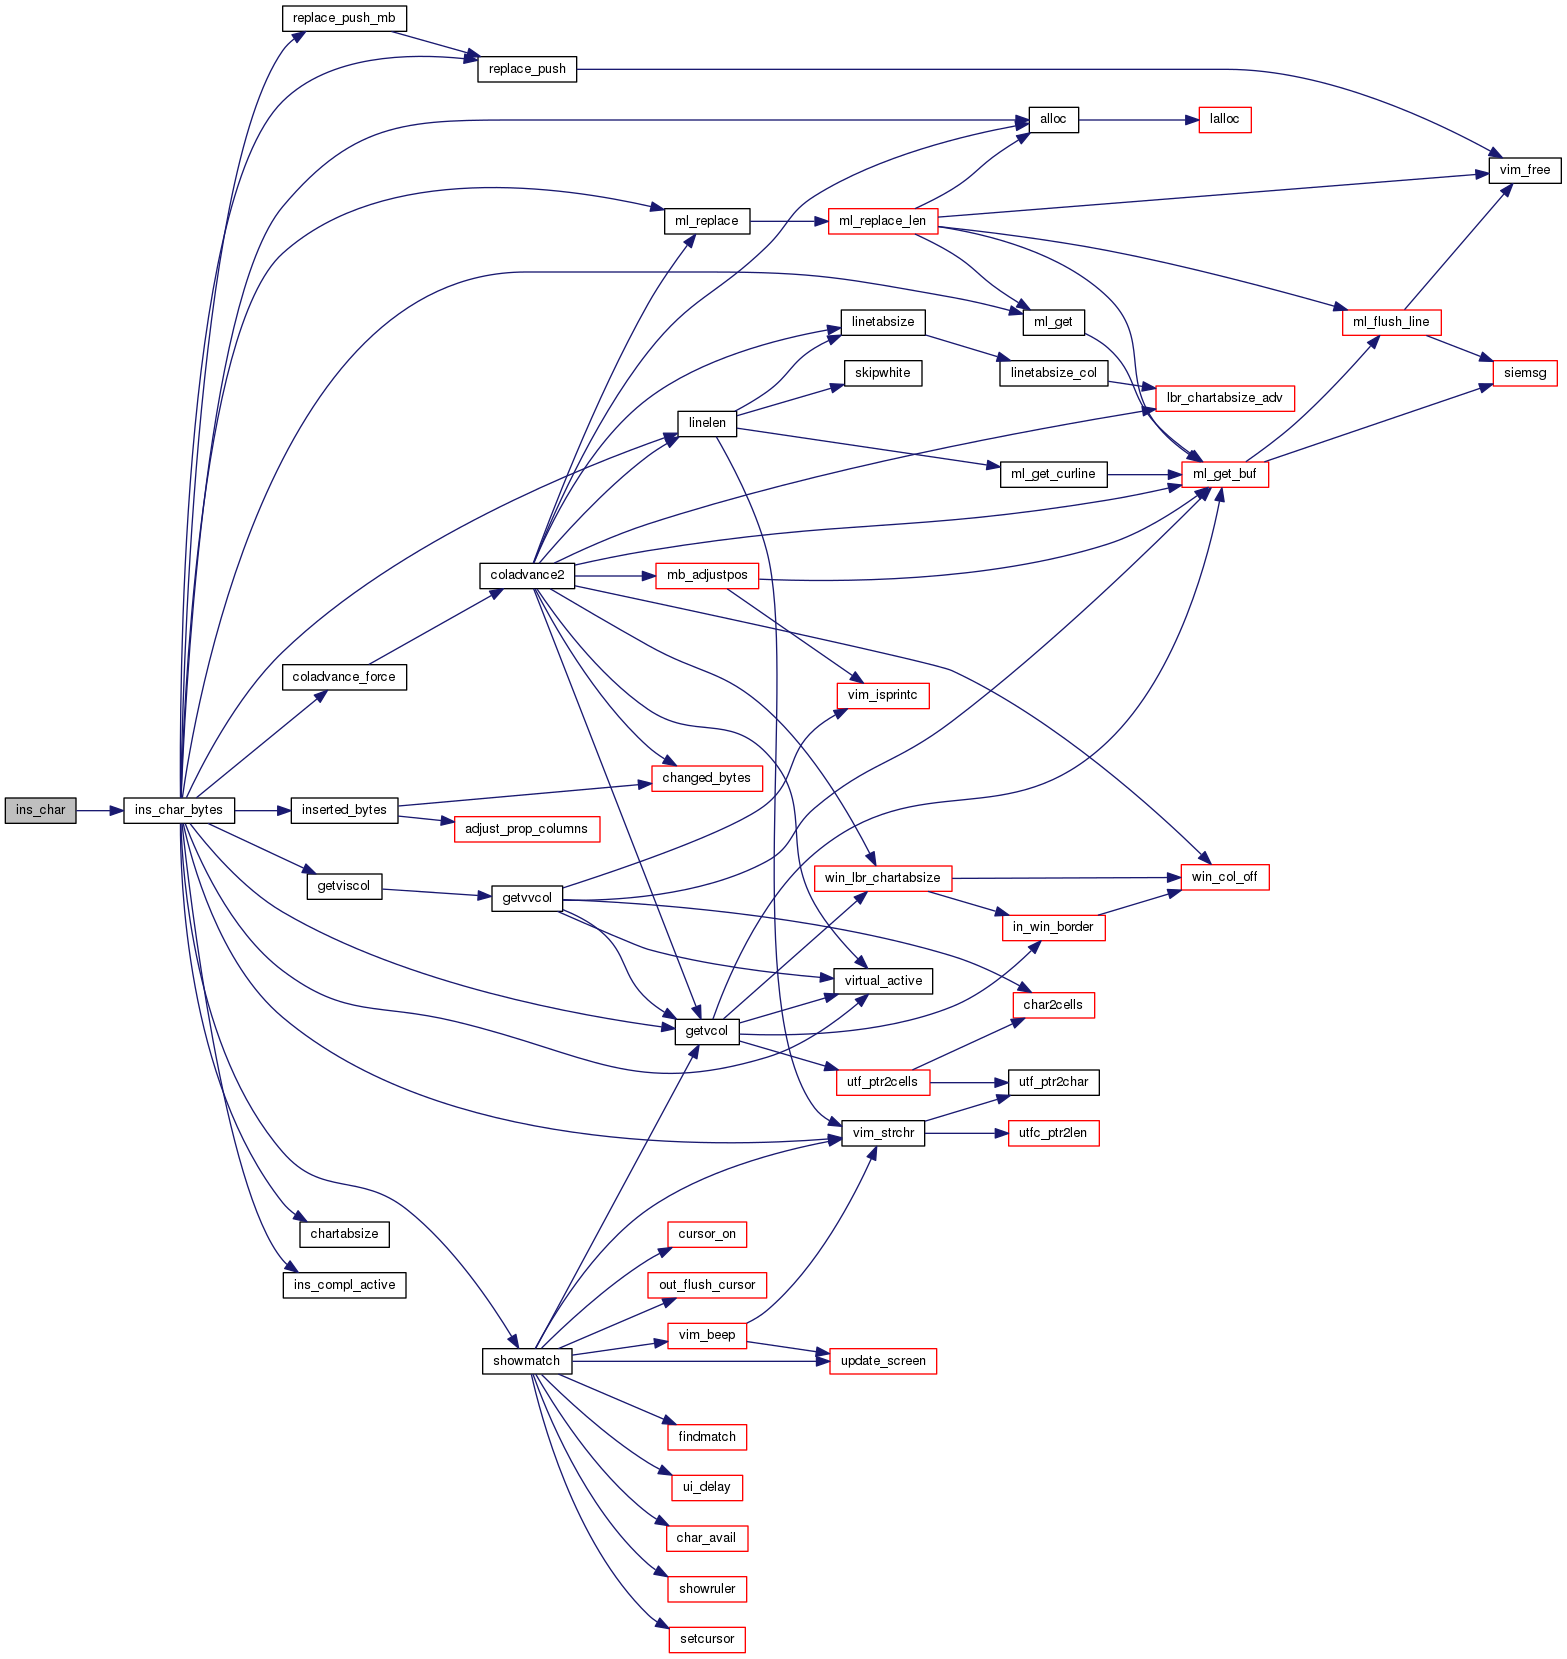 replace_push_mb
replace_push
alloc
lalloc
vim_free
ml_replace
ml_replace_len
linetabsize
ml_get
ml_flush_line
skipwhite
linetabsize_col
siemsg
lbr_chartabsize_adv
linelen
ml_get_curline
ml_get_buf
coladvance2
mb_adjustpos
coladvance_force
vim_isprintc
changed_bytes
ins_char
ins_char_bytes
inserted_bytes
adjust_prop_columns
getviscol
getvvcol
win_lbr_chartabsize
win_col_off
in_win_border
virtual_active
char2cells
getvcol
utf_ptr2cells
utf_ptr2char
vim_strchr
utfc_ptr2len
chartabsize
cursor_on
ins_compl_active
out_flush_cursor
vim_beep
showmatch
update_screen
findmatch
ui_delay
char_avail
showruler
setcursor